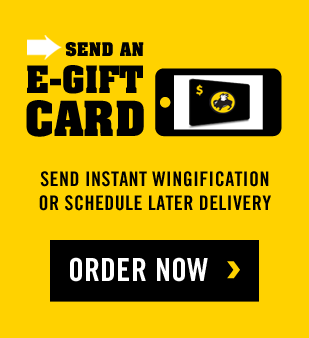 SEND AN
E-GIFT
CARD
$
SEND INSTANT WINGIFICATION
OR SCHEDULE LATER DELIVERY
ORDER NOW